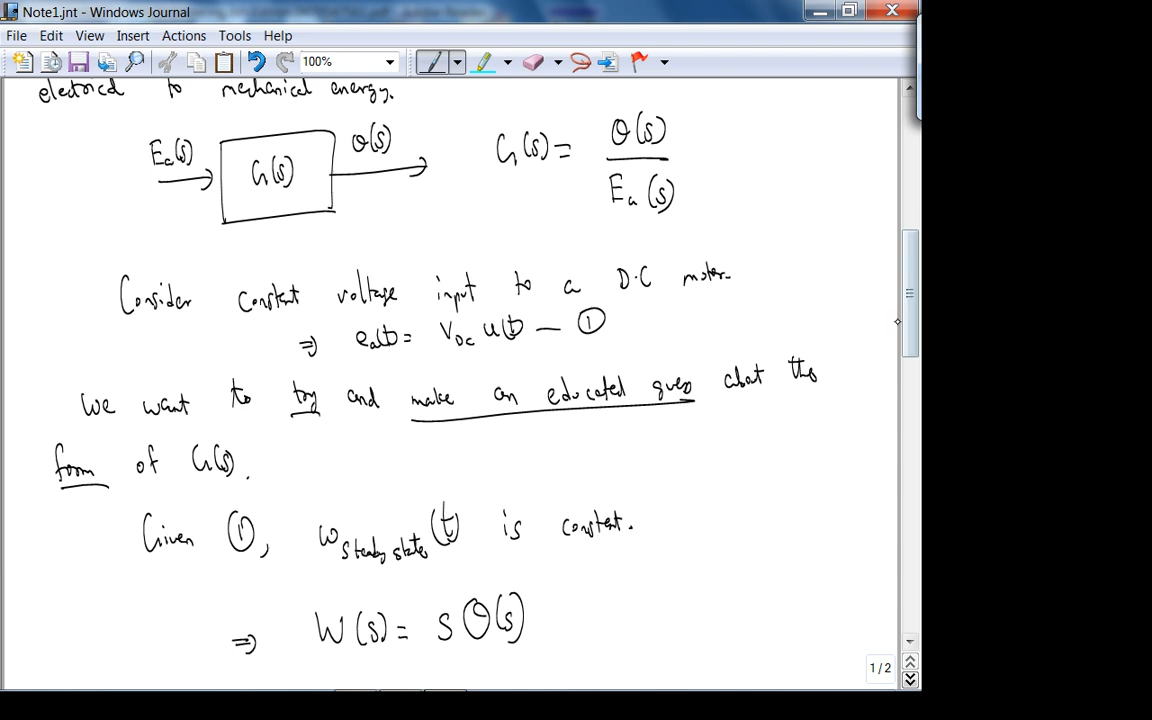 Note1.jnt - Windows Journal
File Edit View Insert Actions Tools Help
100%
electrical to mechanical energy.
Ea(s) G(s) θ(s) G(s) = θ(s) / Ea(s)
Consider constant voltage input to a D.C motor.
⇒ ea(t) = VDC u(t) — ①
We want to try and make an educated guess about the
form of G(s).
Given ①, ωsteady state(t) is constant.
⇒ W(s) = s Θ(s)
1 / 2